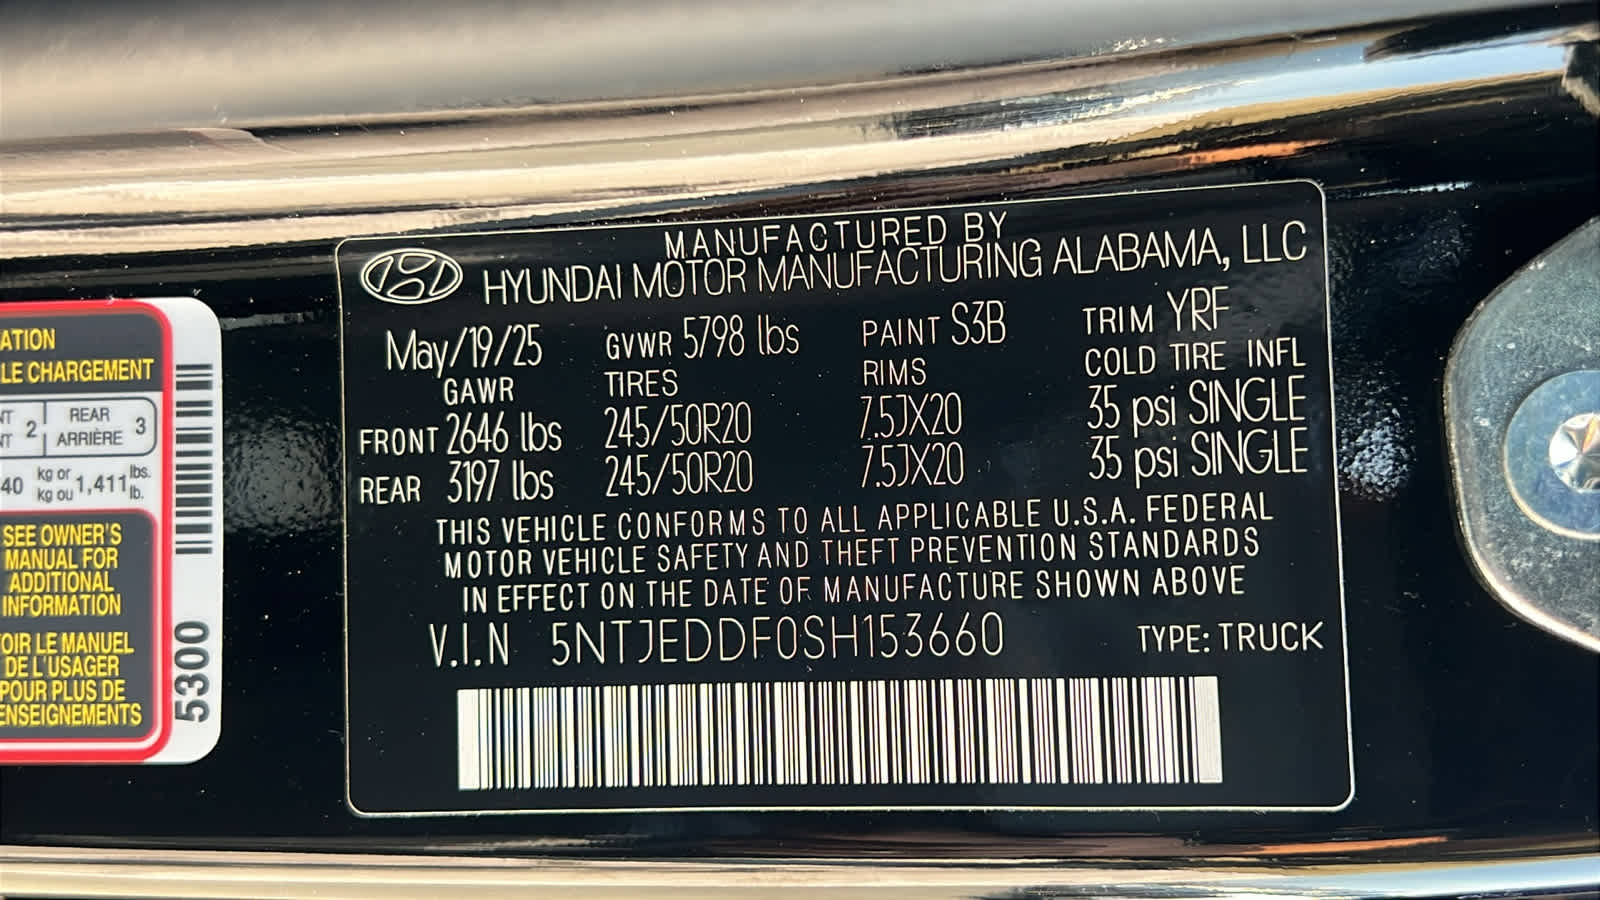 ATION
LE CHARGEMENT
NT 2 REAR 3
NT ARRIÈRE
40 kg or 1,411 lbs.
kg ou lb.
SEE OWNER'S
MANUAL FOR
ADDITIONAL
INFORMATION
OIR LE MANUEL
DE L'USAGER
POUR PLUS DE
ENSEIGNEMENTS
5300
MANUFACTURED BY
HYUNDAI MOTOR MANUFACTURING ALABAMA, LLC
May/19/25 GVWR 5798 lbs PAINT S3B TRIM YRF
GAWR TIRES RIMS COLD TIRE INFL
FRONT 2646 lbs 245/50R20 7.5JX20 35 psi SINGLE
REAR 3197 lbs 245/50R20 7.5JX20 35 psi SINGLE
THIS VEHICLE CONFORMS TO ALL APPLICABLE U.S.A. FEDERAL
MOTOR VEHICLE SAFETY AND THEFT PREVENTION STANDARDS
IN EFFECT ON THE DATE OF MANUFACTURE SHOWN ABOVE
V.I.N 5NTJEDDF0SH153660 TYPE: TRUCK